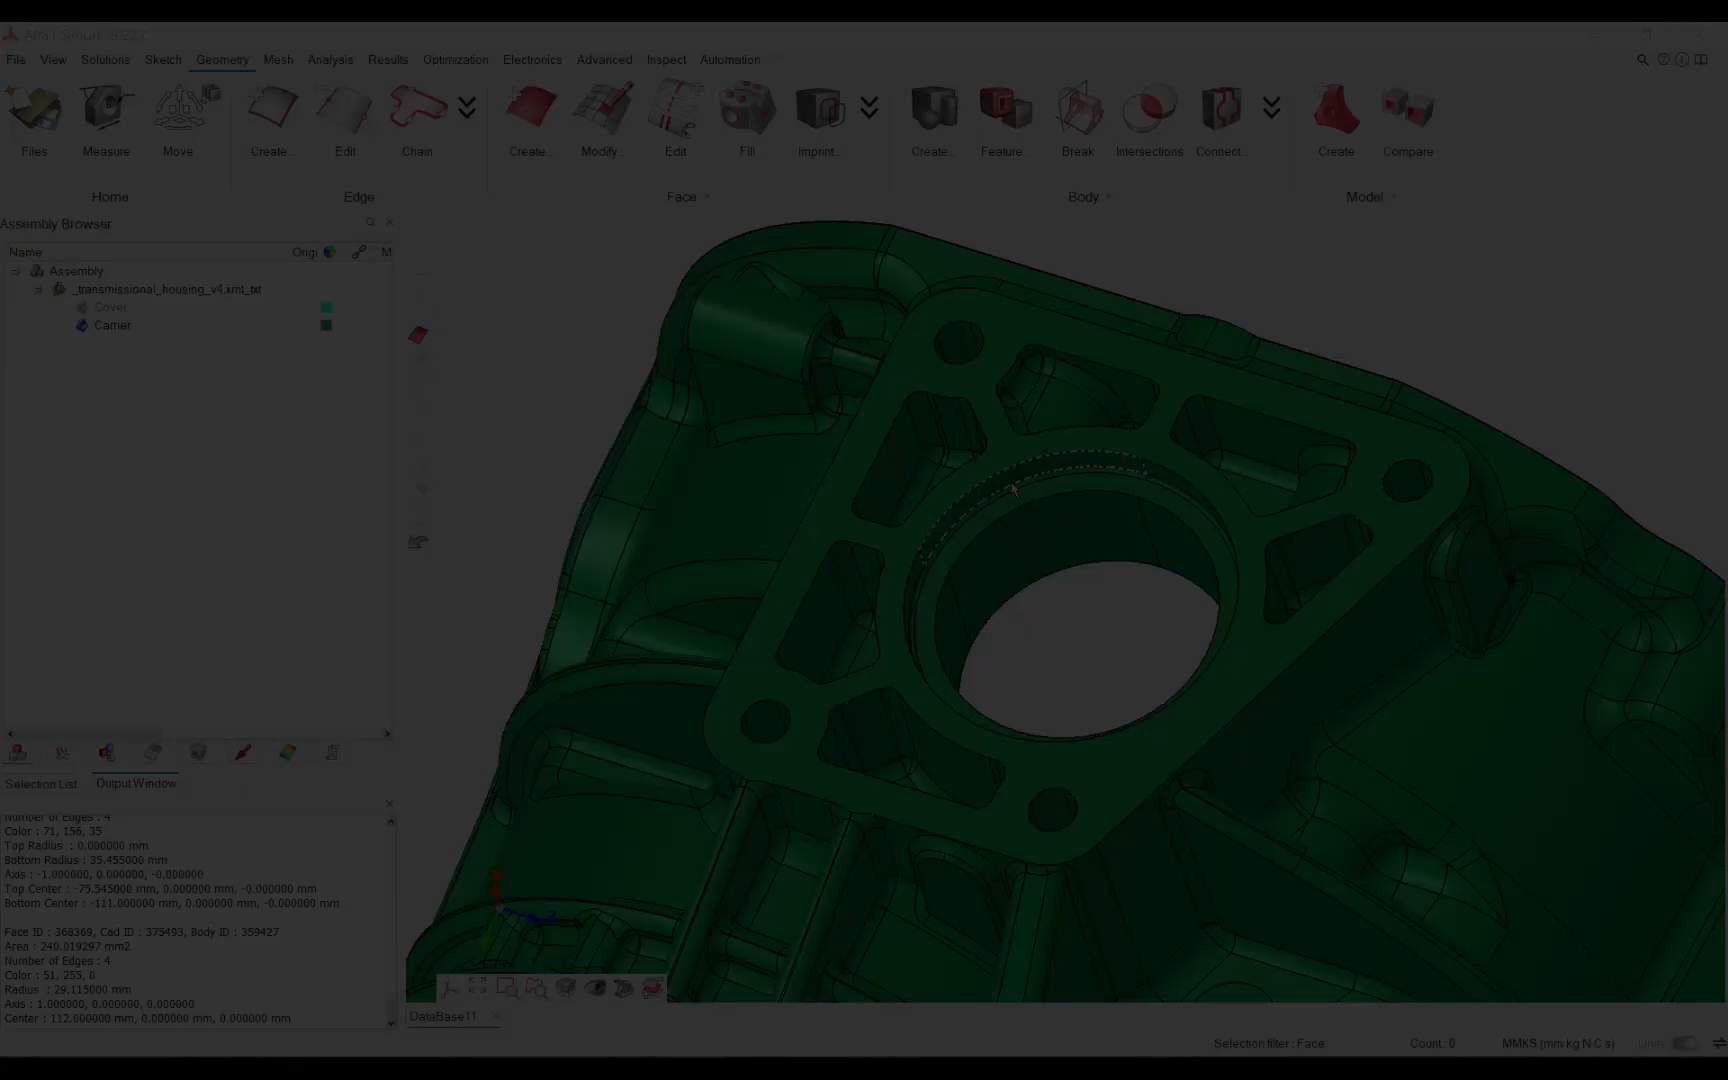 Altair SimLab 2022.2
File View Solutions Sketch Geometry Mesh Analysis Results Optimization Electronics Advanced Inspect Automation
Files Measure Move Create.. Edit Chain Create.. Modify.. Edit Fill Imprint.. Create.. Feature.. Break Intersections Connect.. Create Compare
Home Edge Face Body Model
Assembly Browser
Name Origi M
Assembly
_transmissional_housing_v4.xmt_txt
Cover
Carrier
Selection List Output Window
Number of Edges : 4
Color : 71, 156, 35
Top Radius : 0.000000 mm
Bottom Radius : 35.455000 mm
Axis : -1.000000, 0.000000, -0.000000
Top Center : -75.545000 mm, 0.000000 mm, -0.000000 mm
Bottom Center : -111.000000 mm, 0.000000 mm, -0.000000 mm
Face ID : 368369, Cad ID : 375493, Body ID : 359427
Area : 240.019297 mm2
Number of Edges : 4
Color : 51, 255, 0
Radius : 29.115000 mm
Axis : 1.000000, 0.000000, 0.000000
Center : 112.000000 mm, 0.000000 mm, 0.000000 mm
X
Z
DataBase11
Selection filter : Face Count : 0 MMKS (mm kg N C s) Units